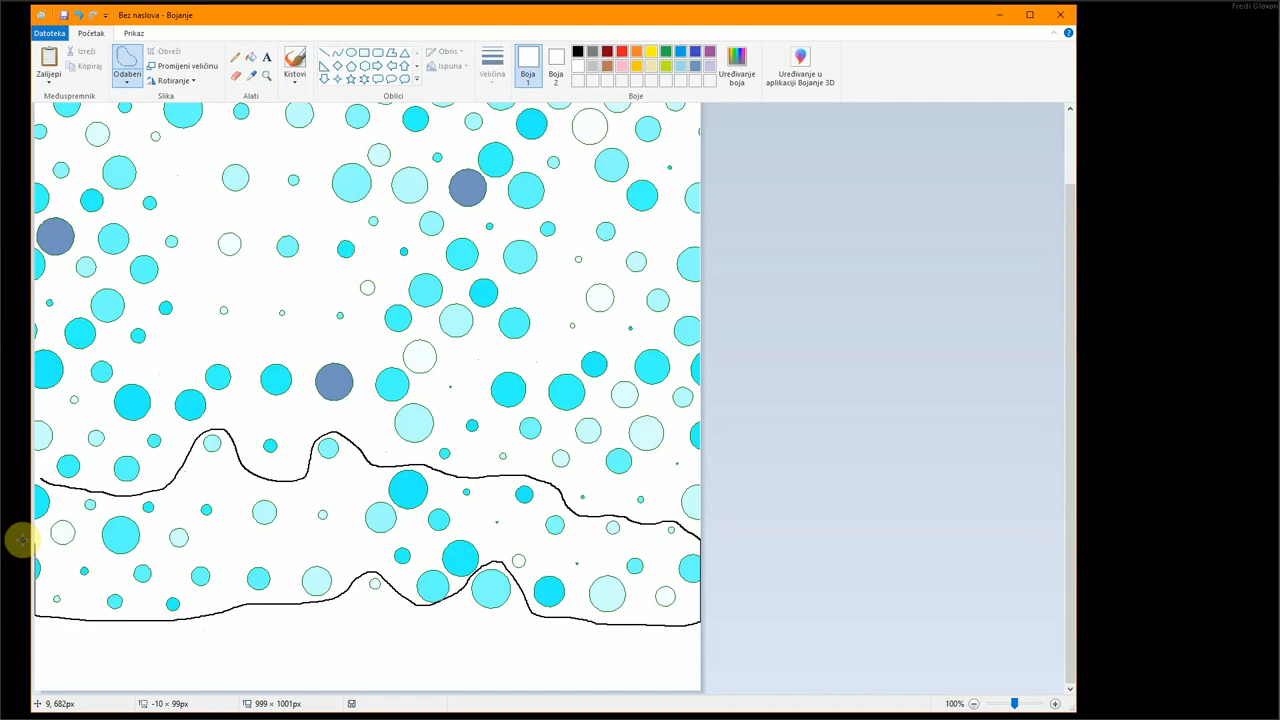 Fredi Glavan
Bez naslova - Bojanje
Datoteka Početak Prikaz
Zalijepi
Izreži
Kopiraj
Međuspremnik
Odaberi
Obreži
Promijeni veličinu
Rotiranje
Slika
A
Alati
Kistovi
Obris
Ispuna
Oblici
Veličina
Boja 1
Boja 2
Boje
Uređivanje boja
Uređivanje u aplikaciji Bojanje 3D
9, 682px
-10 × 99px
999 × 1001px
100%